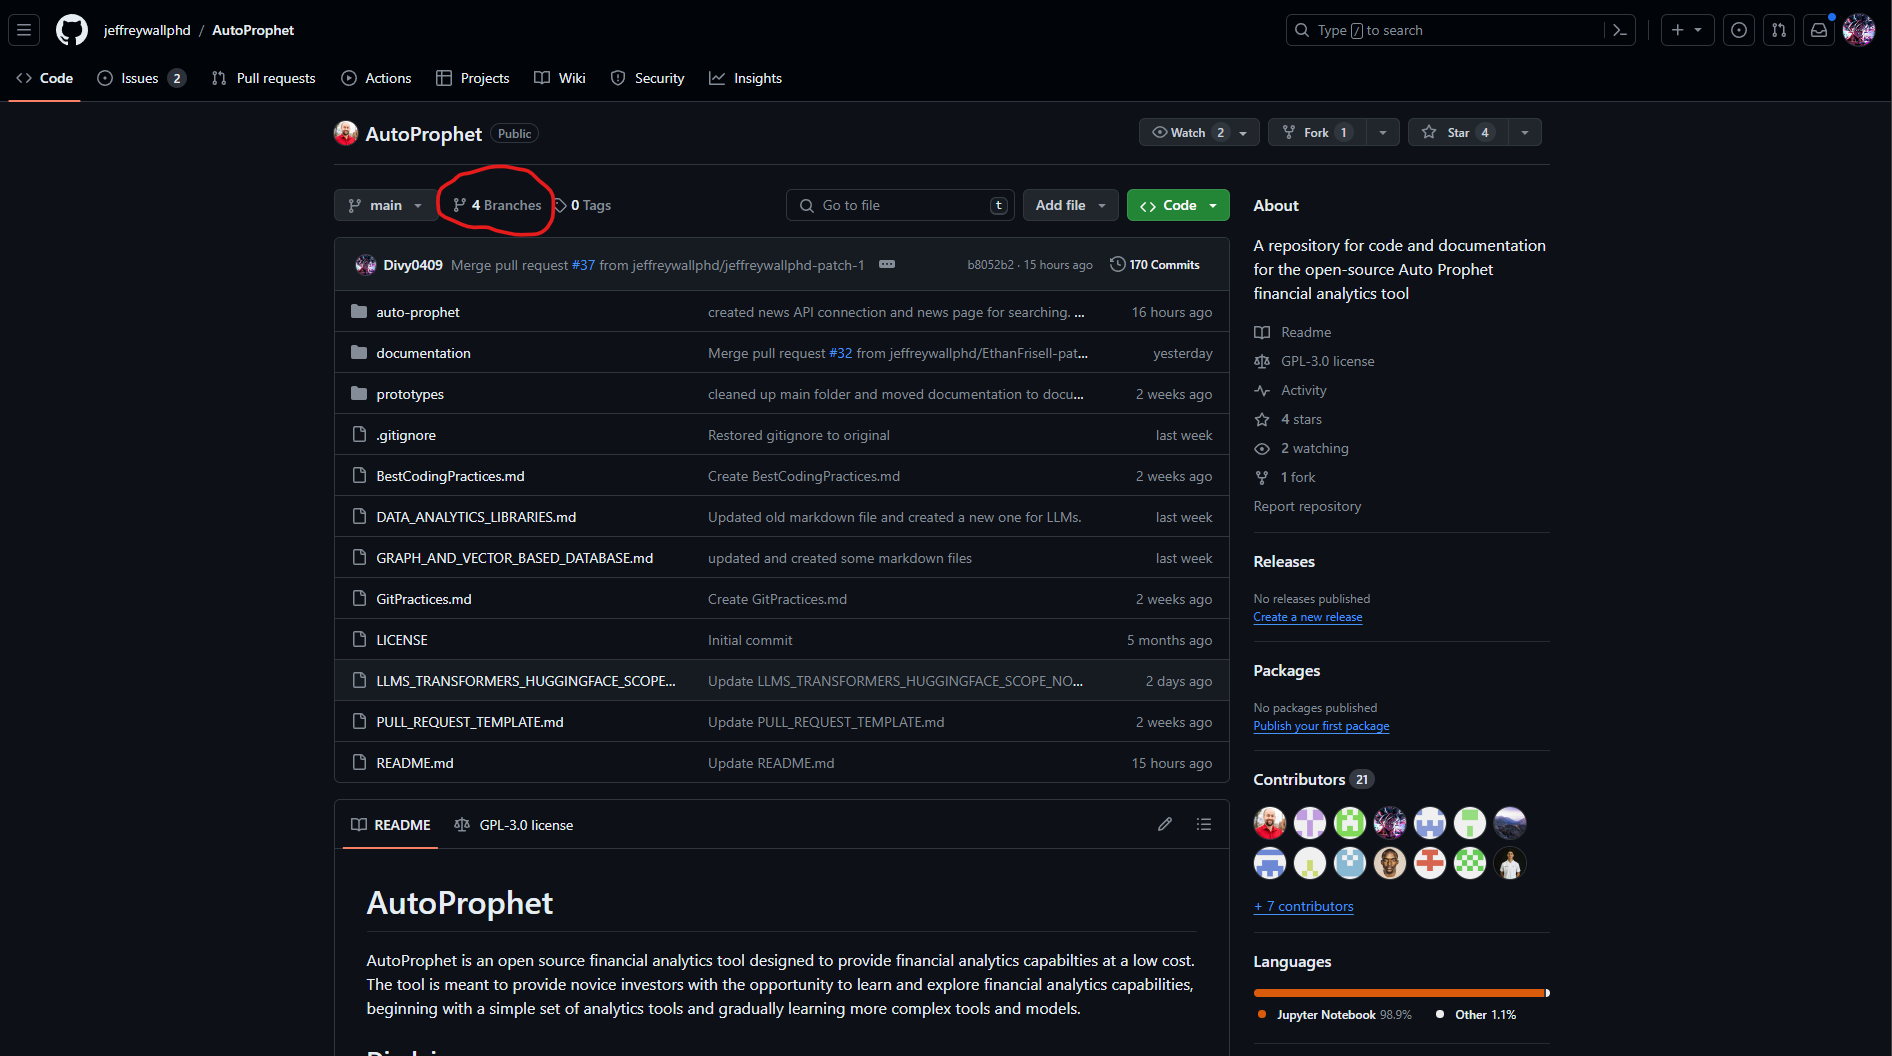 jeffreywallphd / AutoProphet
Type / to search
Code Issues 2 Pull requests Actions Projects Wiki Security Insights
AutoProphet Public
Watch 2 Fork 1 Star 4
main 4 Branches 0 Tags Go to file t Add file Code
Divy0409 Merge pull request #37 from jeffreywallphd/jeffreywallphd-patch-1 b8052b2 · 15 hours ago 170 Commits
auto-prophet created news API connection and news page for searching. ... 16 hours ago
documentation Merge pull request #32 from jeffreywallphd/EthanFrisell-pat... yesterday
prototypes cleaned up main folder and moved documentation to docu... 2 weeks ago
.gitignore Restored gitignore to original last week
BestCodingPractices.md Create BestCodingPractices.md 2 weeks ago
DATA_ANALYTICS_LIBRARIES.md Updated old markdown file and created a new one for LLMs. last week
GRAPH_AND_VECTOR_BASED_DATABASE.md updated and created some markdown files last week
GitPractices.md Create GitPractices.md 2 weeks ago
LICENSE Initial commit 5 months ago
LLMS_TRANSFORMERS_HUGGINGFACE_SCOPE... Update LLMS_TRANSFORMERS_HUGGINGFACE_SCOPE_NO... 2 days ago
PULL_REQUEST_TEMPLATE.md Update PULL_REQUEST_TEMPLATE.md 2 weeks ago
README.md Update README.md 15 hours ago
README GPL-3.0 license
AutoProphet
AutoProphet is an open source financial analytics tool designed to provide financial analytics capabilties at a low cost.
The tool is meant to provide novice investors with the opportunity to learn and explore financial analytics capabilities,
beginning with a simple set of analytics tools and gradually learning more complex tools and models.
About
A repository for code and documentation
for the open-source Auto Prophet
financial analytics tool
Readme
GPL-3.0 license
Activity
4 stars
2 watching
1 fork
Report repository
Releases
No releases published
Create a new release
Packages
No packages published
Publish your first package
Contributors 21
+ 7 contributors
Languages
Jupyter Notebook 98.9% Other 1.1%